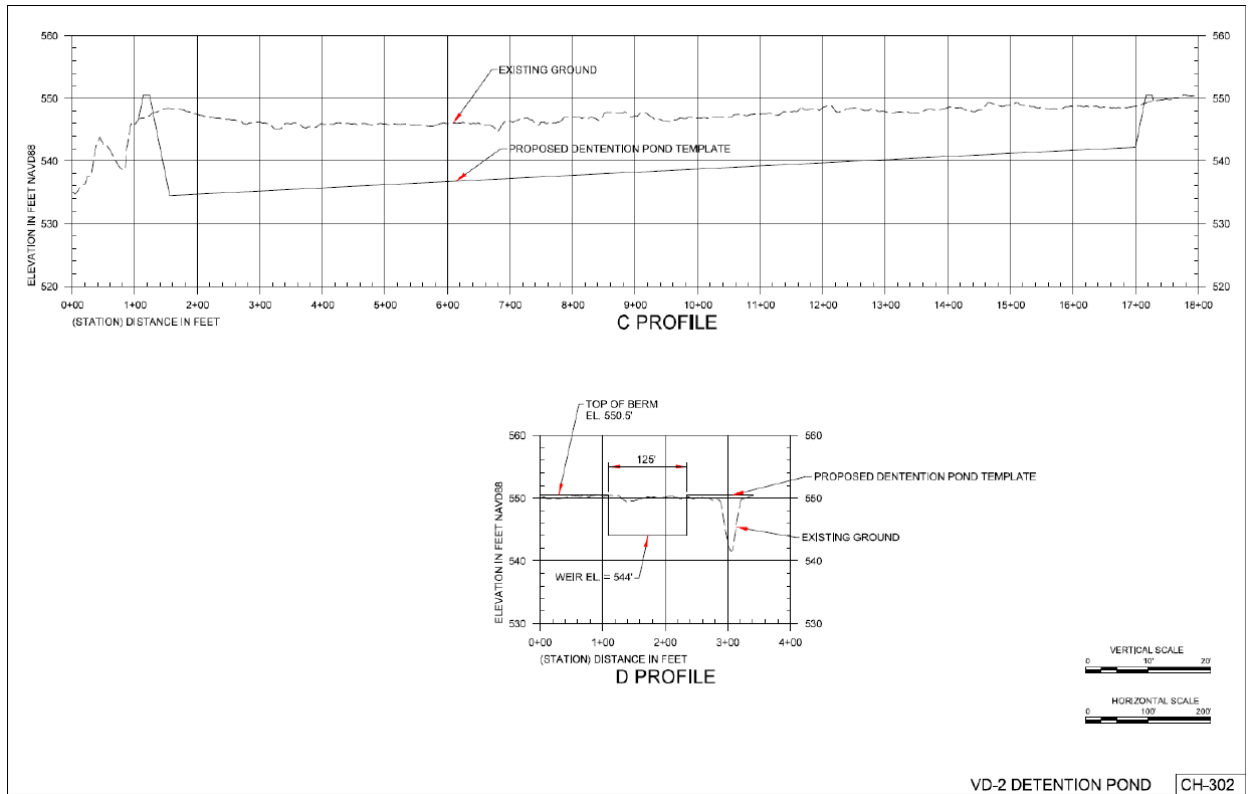 560
560
EXISTING GROUND
550
550
PROPOSED DENTENTION POND TEMPLATE
540
540
530
530
520
520
ELEVATION IN FEET NAVD88
0+00 1+00 2+00 3+00 4+00 5+00 6+00 7+00 8+00 9+00 10+00 11+00 12+00 13+00 14+00 15+00 16+00 17+00 18+00
(STATION) DISTANCE IN FEET
C PROFILE
TOP OF BERM
EL. 550.5'
560
560
125'
PROPOSED DENTENTION POND TEMPLATE
550
550
EXISTING GROUND
540
540
WEIR EL. = 544'
530
530
ELEVATION IN FEET NAVD88
0+00 1+00 2+00 3+00 4+00
(STATION) DISTANCE IN FEET
D PROFILE
VERTICAL SCALE
0 10' 20'
HORIZONTAL SCALE
0 100' 200'
VD-2 DETENTION POND CH-302